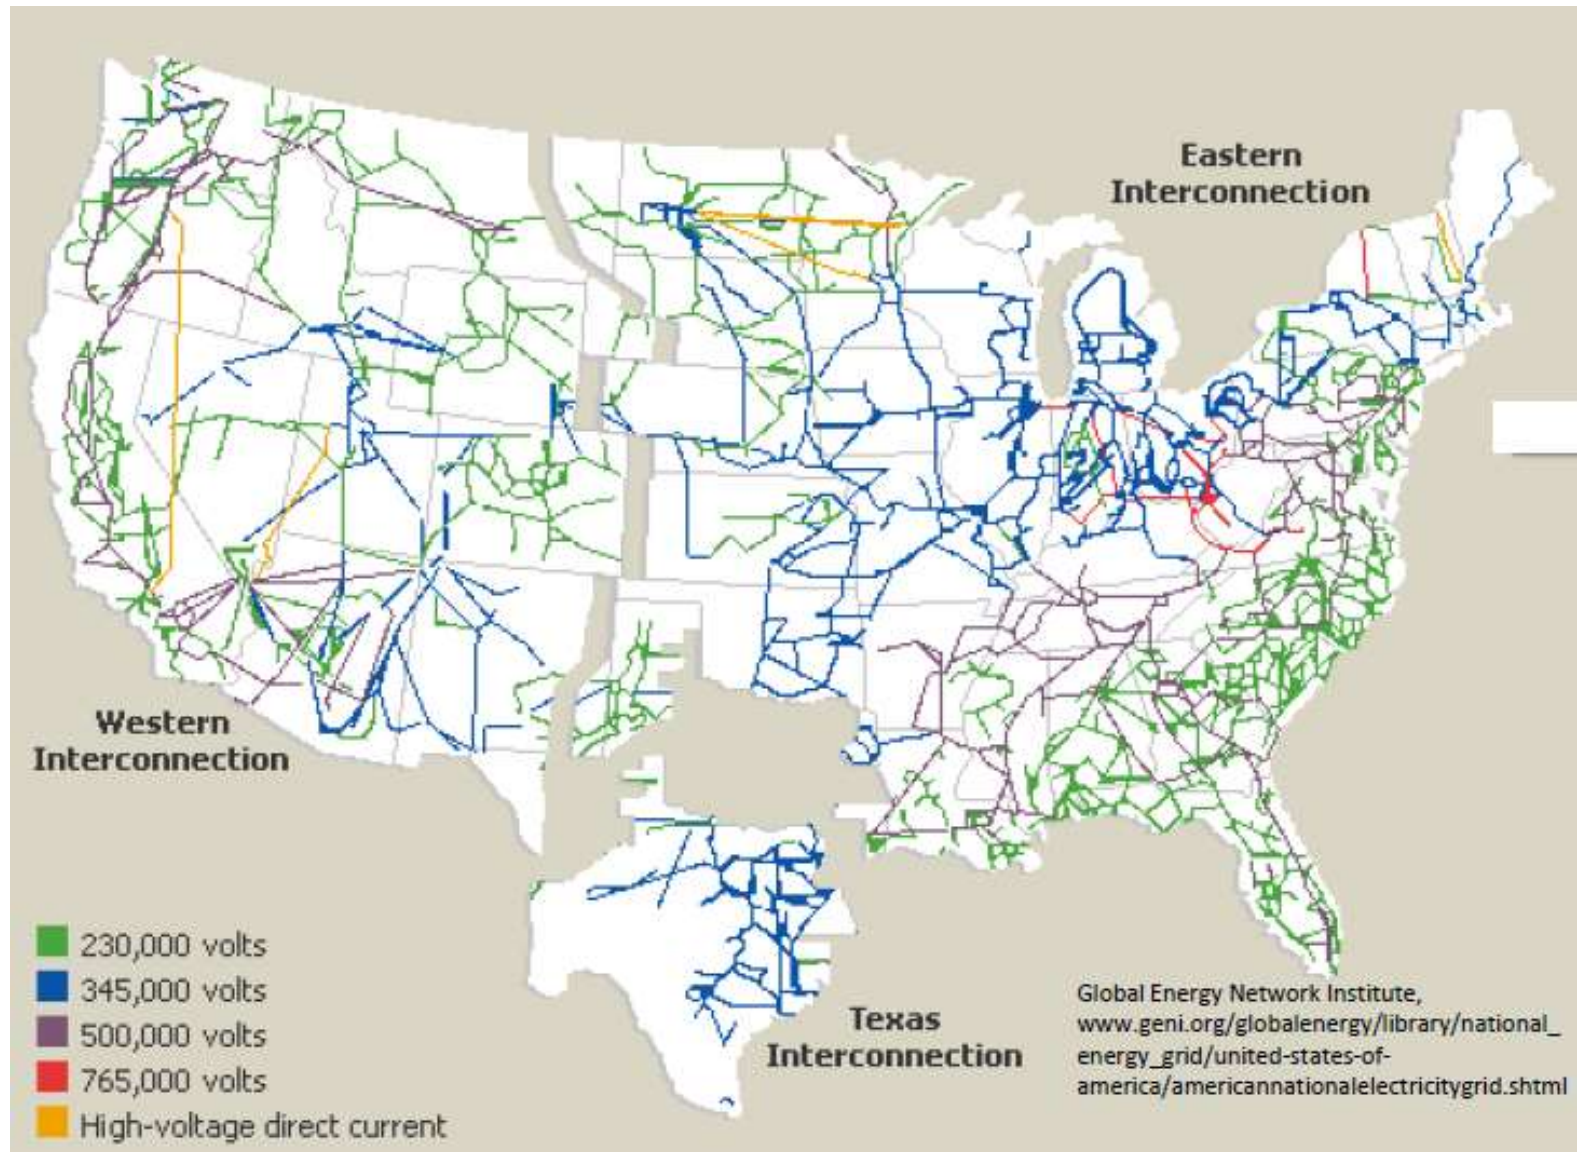 Eastern
Interconnection
Western
Interconnection
Texas
Interconnection
230,000 volts
345,000 volts
500,000 volts
765,000 volts
High-voltage direct current
Global Energy Network Institute,
www.geni.org/globalenergy/library/national_
energy_grid/united-states-of-
america/americannationalelectricitygrid.shtml